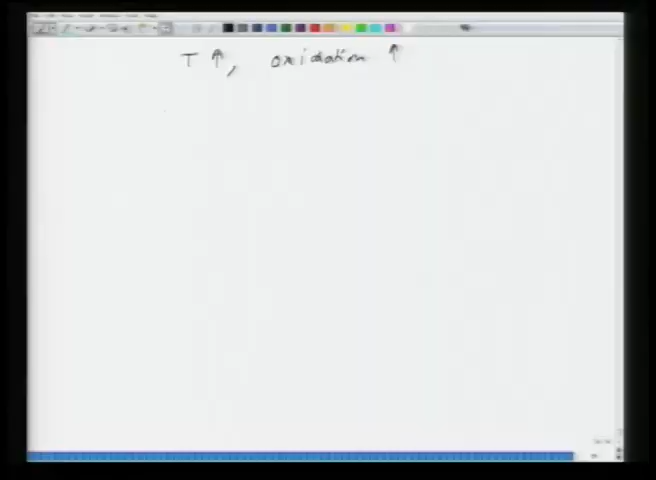 T ↑, oxidation ↑